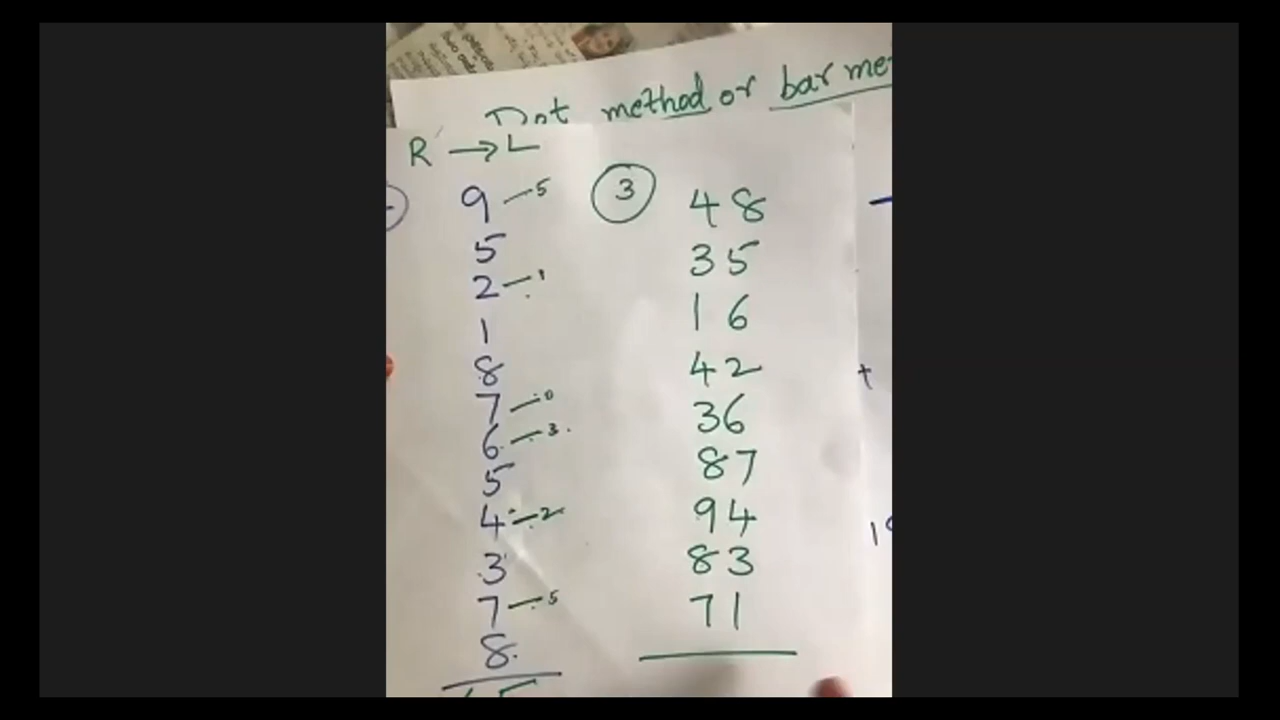 Dot method or bar me
R → L
9 — 5
5
2 — 1
1
8
7 — 0
6 — 3
5
4 — 2
3
7 — 5
8
3
48
35
16
42
36
87
94
83
71
+